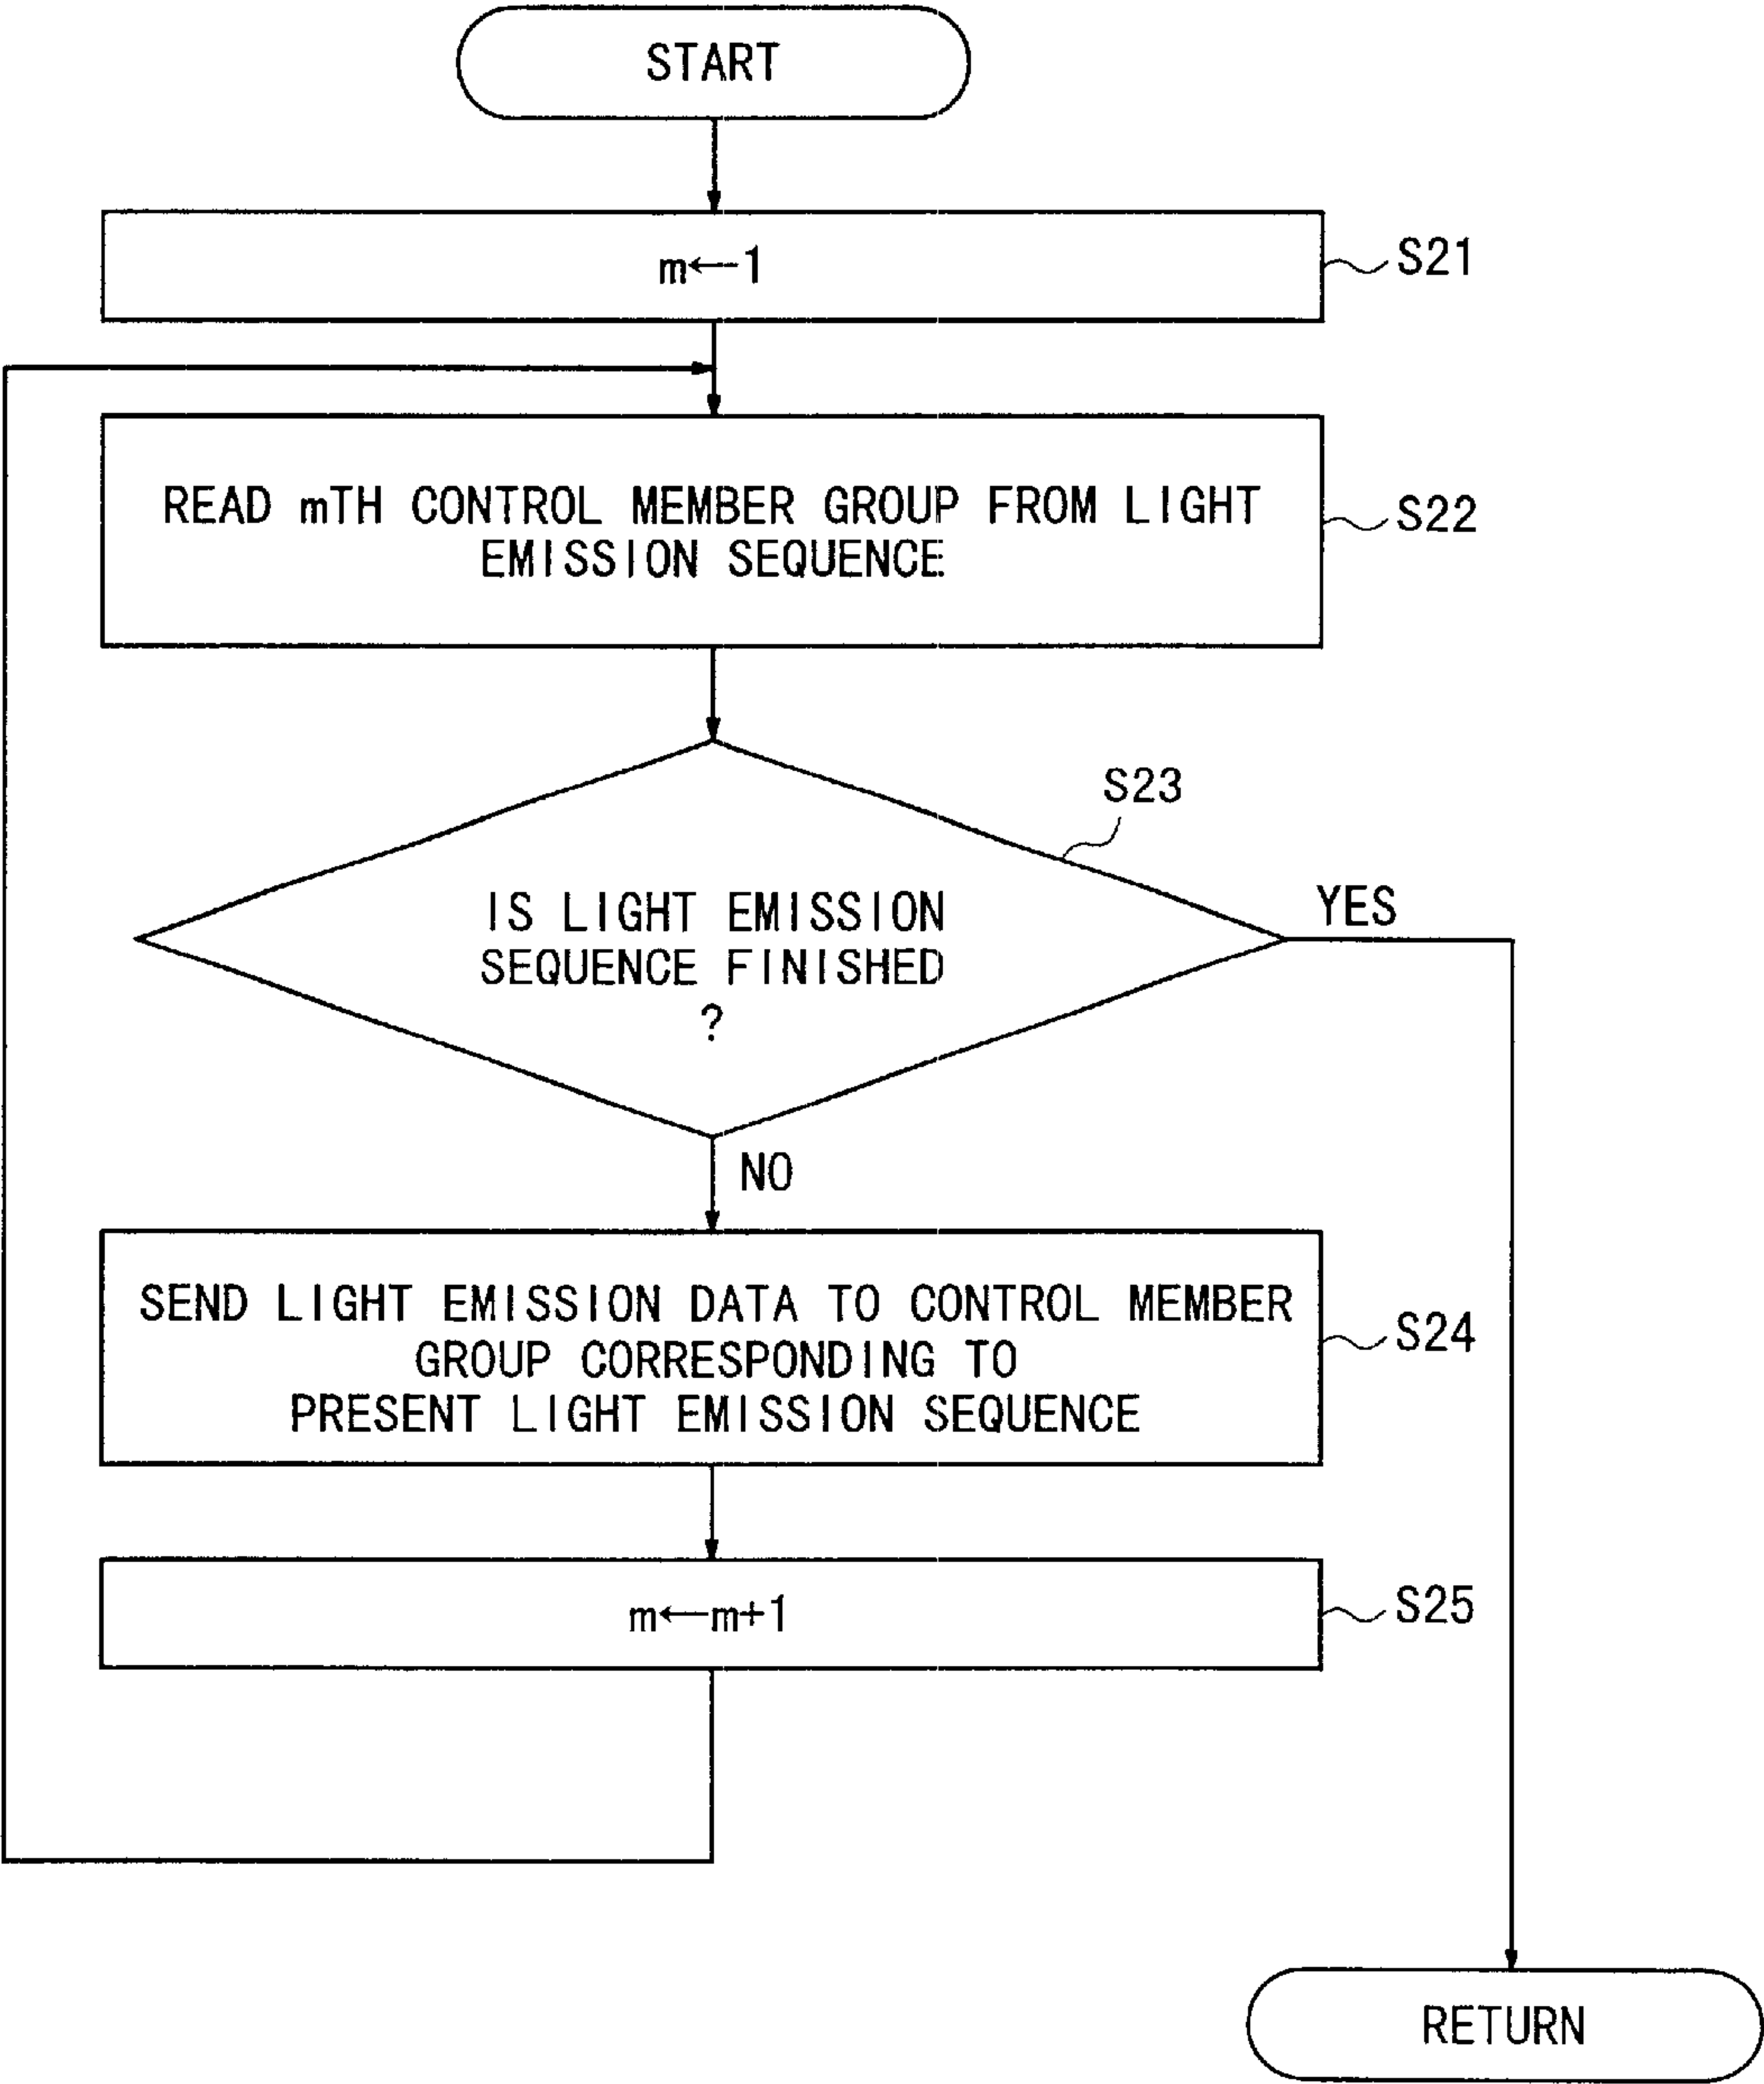 START
m←1
S21
READ mTH CONTROL MEMBER GROUP FROM LIGHT
EMISSION SEQUENCE
S22
S23
IS LIGHT EMISSION
SEQUENCE FINISHED
?
YES
NO
SEND LIGHT EMISSION DATA TO CONTROL MEMBER
GROUP CORRESPONDING TO
PRESENT LIGHT EMISSION SEQUENCE
S24
m←m+1
S25
RETURN